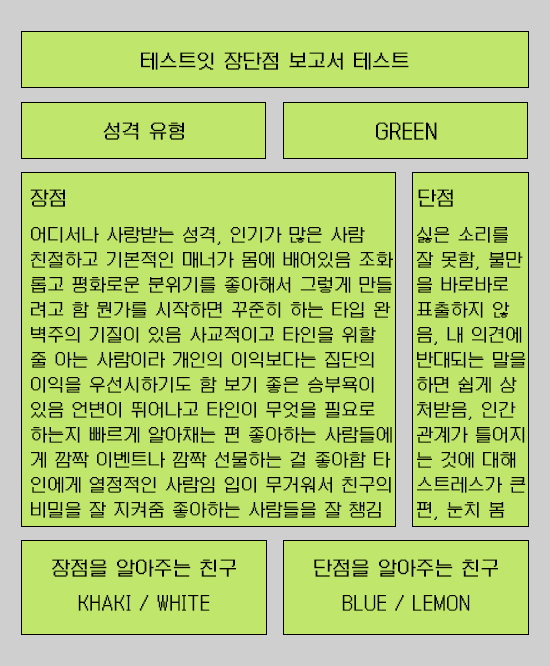 테스트잇 장단점 보고서 테스트
성격 유형
GREEN
장점
어디서나 사랑받는 성격, 인기가 많은 사람
친절하고 기본적인 매너가 몸에 배어있음 조화
롭고 평화로운 분위기를 좋아해서 그렇게 만들
려고 함 뭔가를 시작하면 꾸준히 하는 타입 완
벽주의 기질이 있음 사교적이고 타인을 위할
줄 아는 사람이라 개인의 이익보다는 집단의
이익을 우선시하기도 함 보기 좋은 승부욕이
있음 언변이 뛰어나고 타인이 무엇을 필요로
하는지 빠르게 알아채는 편 좋아하는 사람들에
게 깜짝 이벤트나 깜짝 선물하는 걸 좋아함 타
인에게 열정적인 사람임 입이 무거워서 친구의
비밀을 잘 지켜줌 좋아하는 사람들을 잘 챙김
단점
싫은 소리를
잘 못함, 불만
을 바로바로
표출하지 않
음, 내 의견에
반대되는 말을
하면 쉽게 상
처받음, 인간
관계가 틀어지
는 것에 대해
스트레스가 큰
편, 눈치 봄
장점을 알아주는 친구
KHAKI / WHITE
단점을 알아주는 친구
BLUE / LEMON